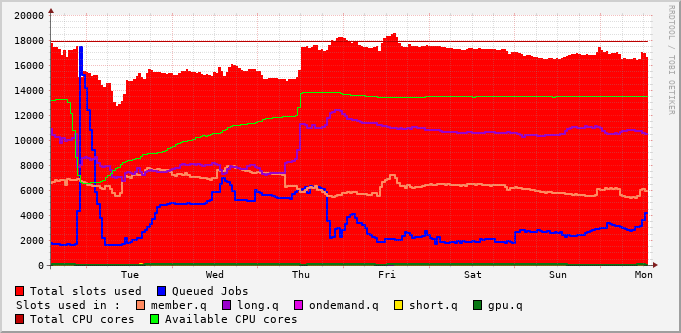 20000
18000
16000
14000
12000
10000
8000
6000
4000
2000
0
Tue Wed Thu Fri Sat Sun Mon
RRDTOOL / TOBI OETIKER
Total slots used Queued Jobs
Slots used in : member.q long.q ondemand.q short.q gpu.q
Total CPU cores Available CPU cores